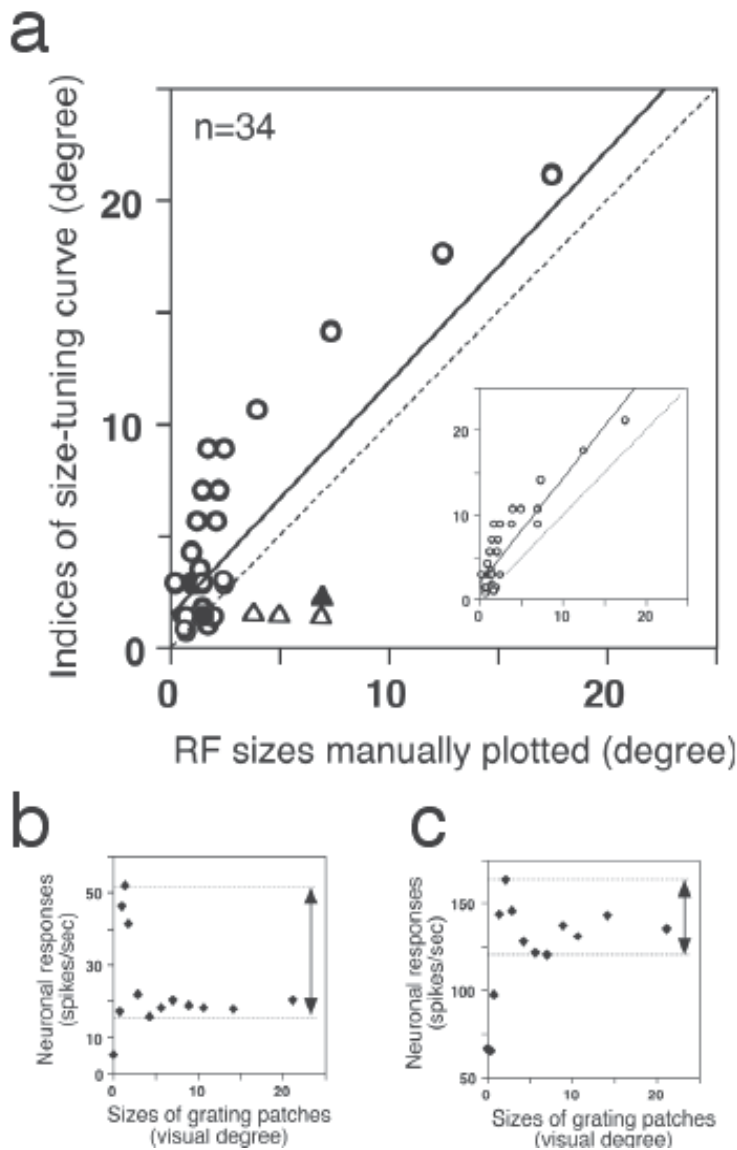 a
n=34
Indices of size-tuning curve (degree)
20
10
0
20
10
0
0
10
20
0
10
20
RF sizes manually plotted (degree)
b
Neuronal responses
(spikes/sec)
50
30
10
0
0
10
20
Sizes of grating patches
(visual degree)
c
Neuronal responses
(spikes/sec)
150
100
50
0
10
20
Sizes of grating patches
(visual degree)